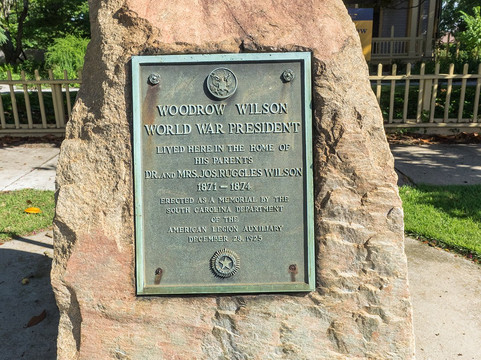 WOODROW WILSON
WORLD WAR PRESIDENT
LIVED HERE IN THE HOME OF
HIS PARENTS
DR. AND MRS. JOS. RUGGLES WILSON
1871 - 1874
ERECTED AS A MEMORIAL BY THE
SOUTH CAROLINA DEPARTMENT
OF THE
AMERICAN LEGION AUXILIARY
DECEMBER 28, 1925